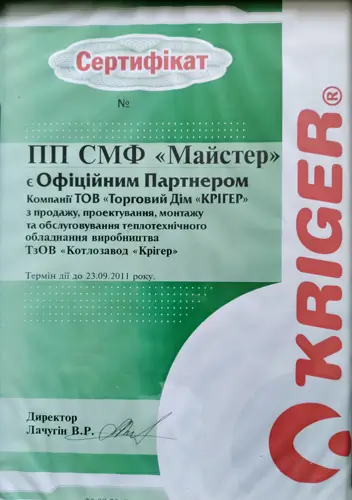 Сертифікат
№
ПП СМФ «Майстер»
є Офіційним Партнером
Компанії ТОВ «Торговий Дім «КРІГЕР»
з продажу, проектування, монтажу
та обслуговування теплотехнічного
обладнання виробництва
ТзОВ «Котлозавод «Крігер»
Термін дії до 23.09.2011 року.
Директор
Лачугін В.Р.
KRIGER®